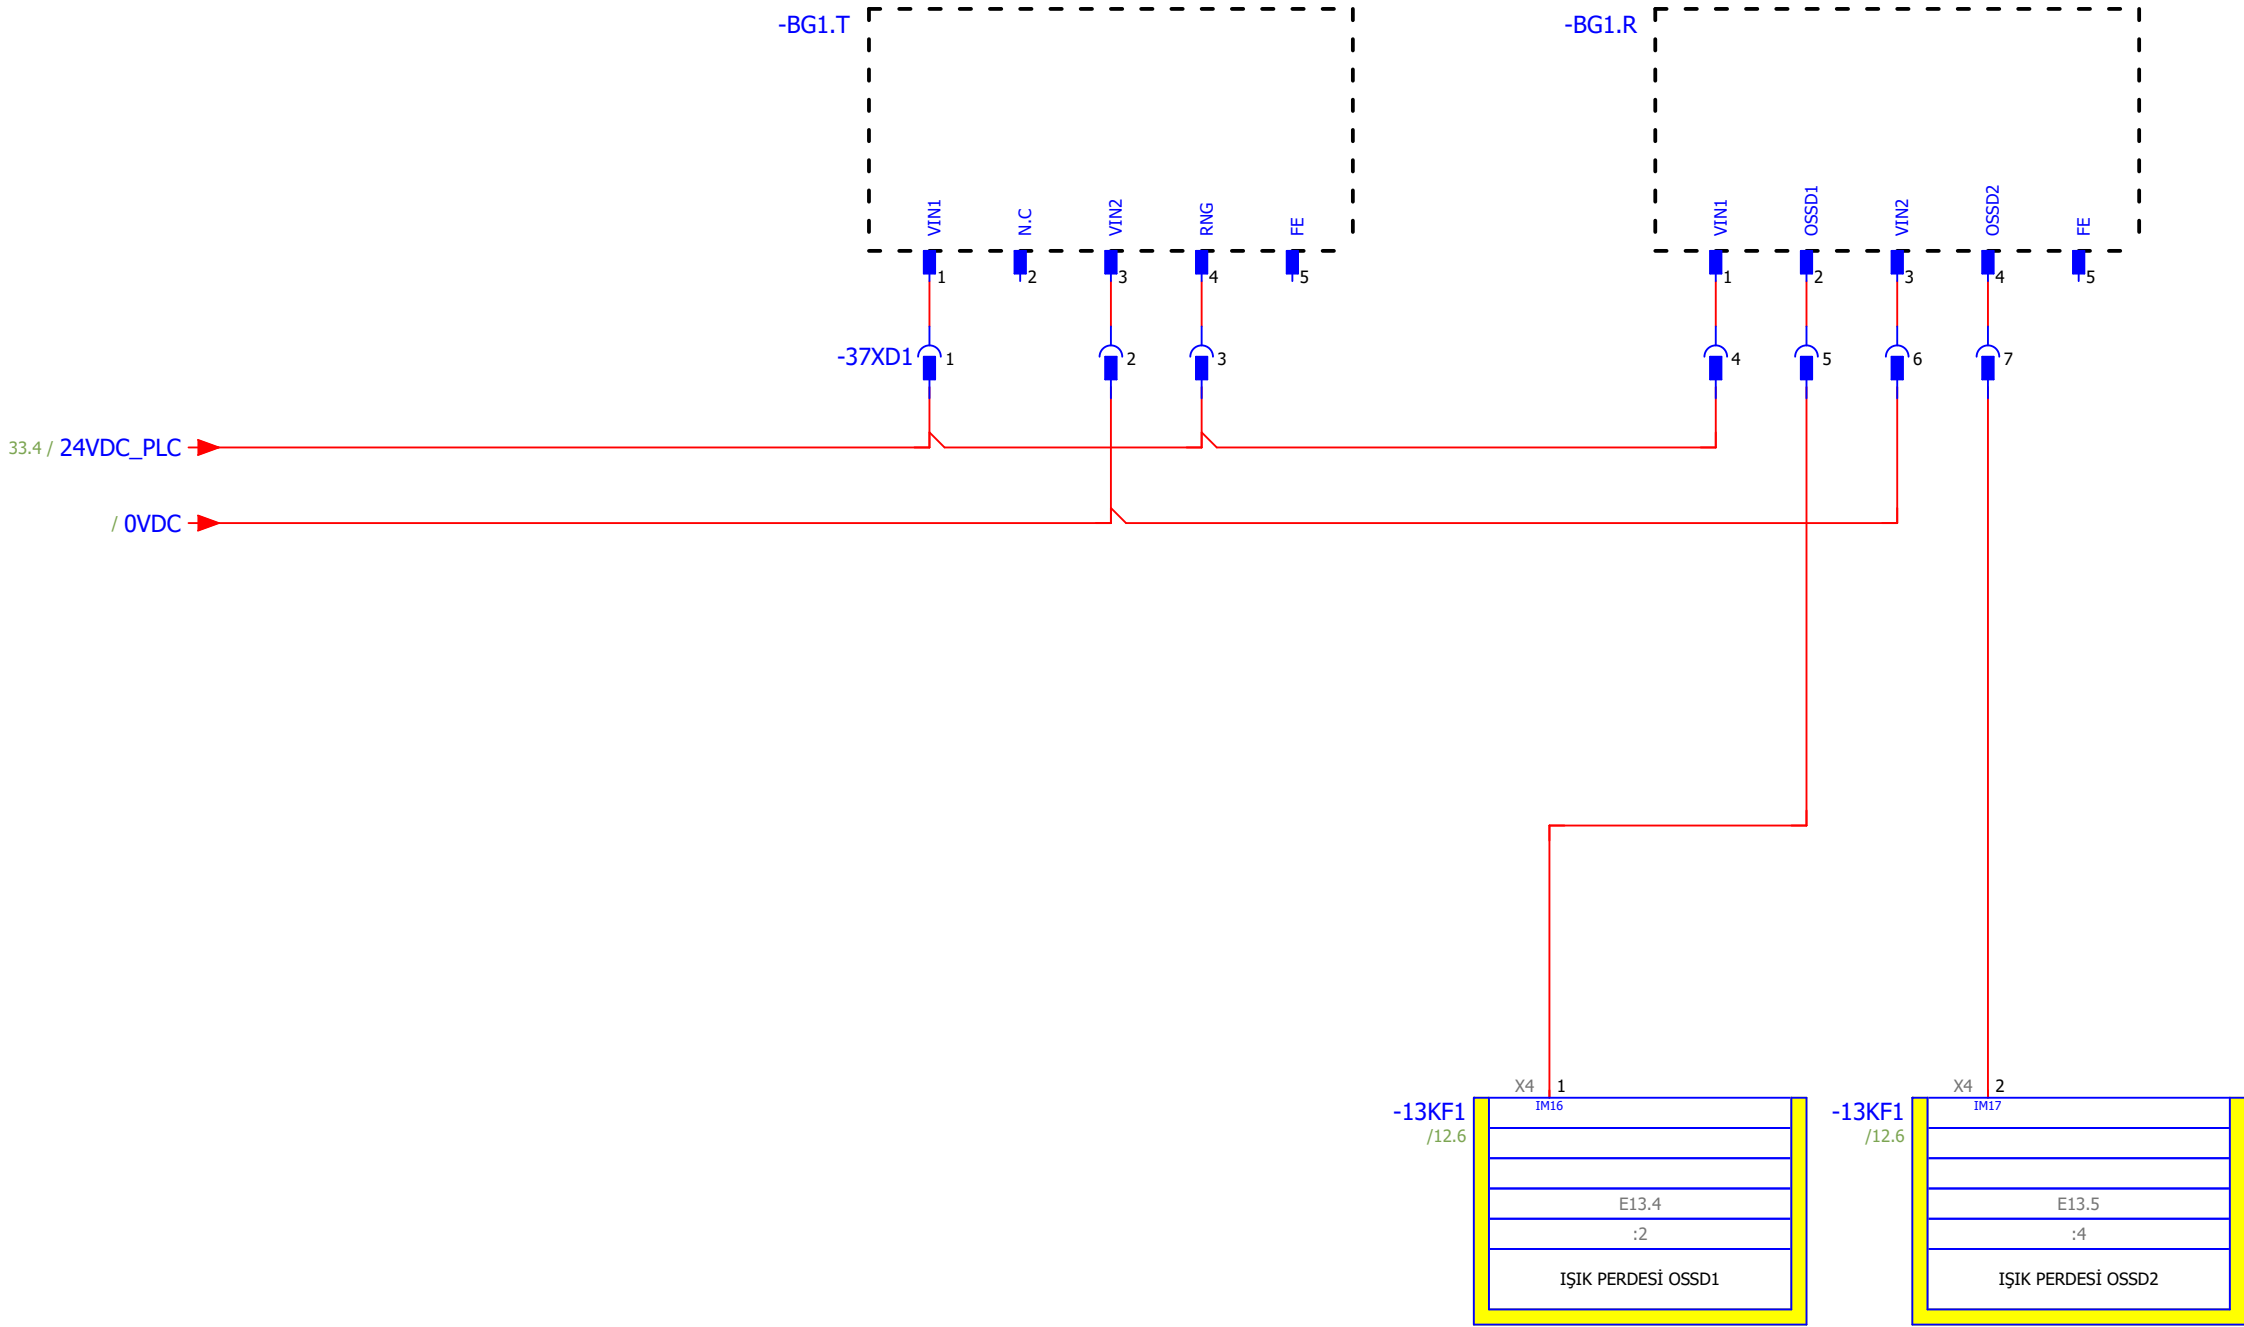 -BG1.T
-BG1.R
VIN1
N.C
VIN2
RNG
FE
VIN1
OSSD1
VIN2
OSSD2
FE
1
2
3
4
5
1
2
3
4
5
-37XD1
1
2
3
4
5
6
7
33.4 / 24VDC_PLC
/ 0VDC
X4 1
X4 2
-13KF1
IM16
-13KF1
IM17
/12.6
/12.6
E13.4
E13.5
:2
:4
IŞIK PERDESİ OSSD1
IŞIK PERDESİ OSSD2